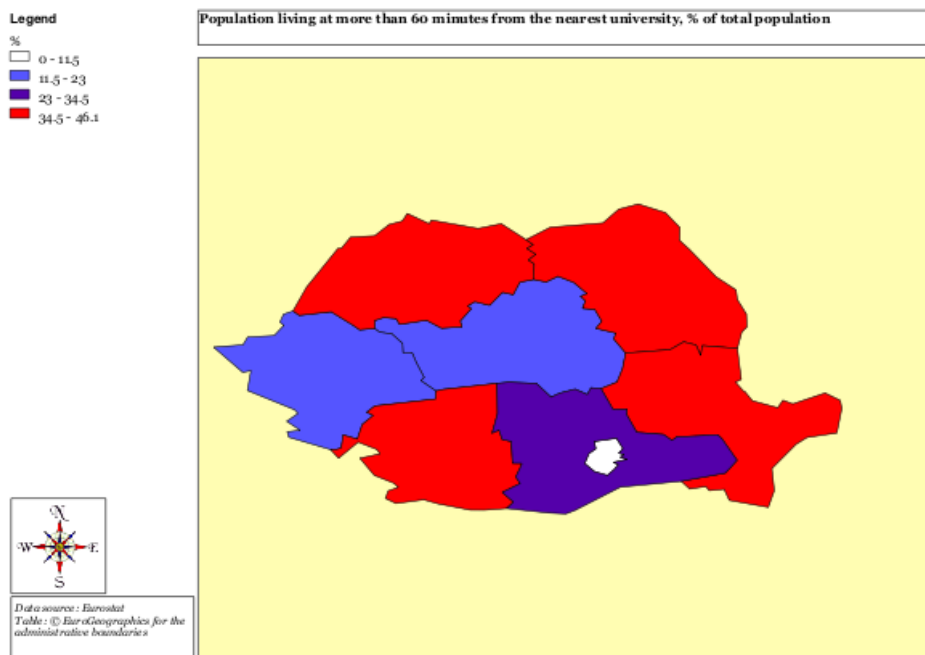 Legend
Population living at more than 60 minutes from the nearest university, % of total population
%
0 - 11.5
11.5 - 23
23 - 34.5
34.5 - 46.1
N
W E
S
Data source : Eurostat
Table : © EuroGeographics for the
administrative boundaries